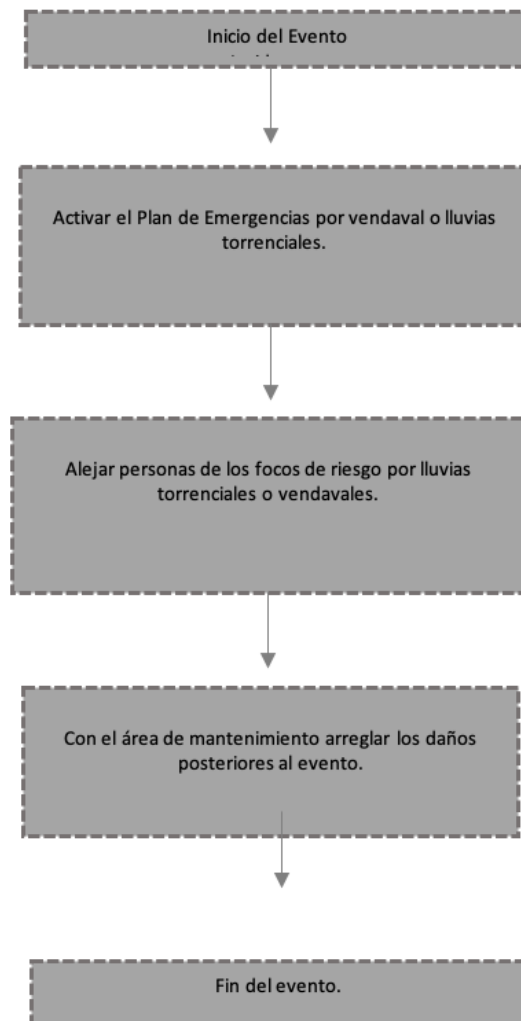 Inicio del Evento
Activar el Plan de Emergencias por vendaval o lluvias
torrenciales.
Alejar personas de los focos de riesgo por lluvias
torrenciales o vendavales.
Con el área de mantenimiento arreglar los daños
posteriores al evento.
Fin del evento.